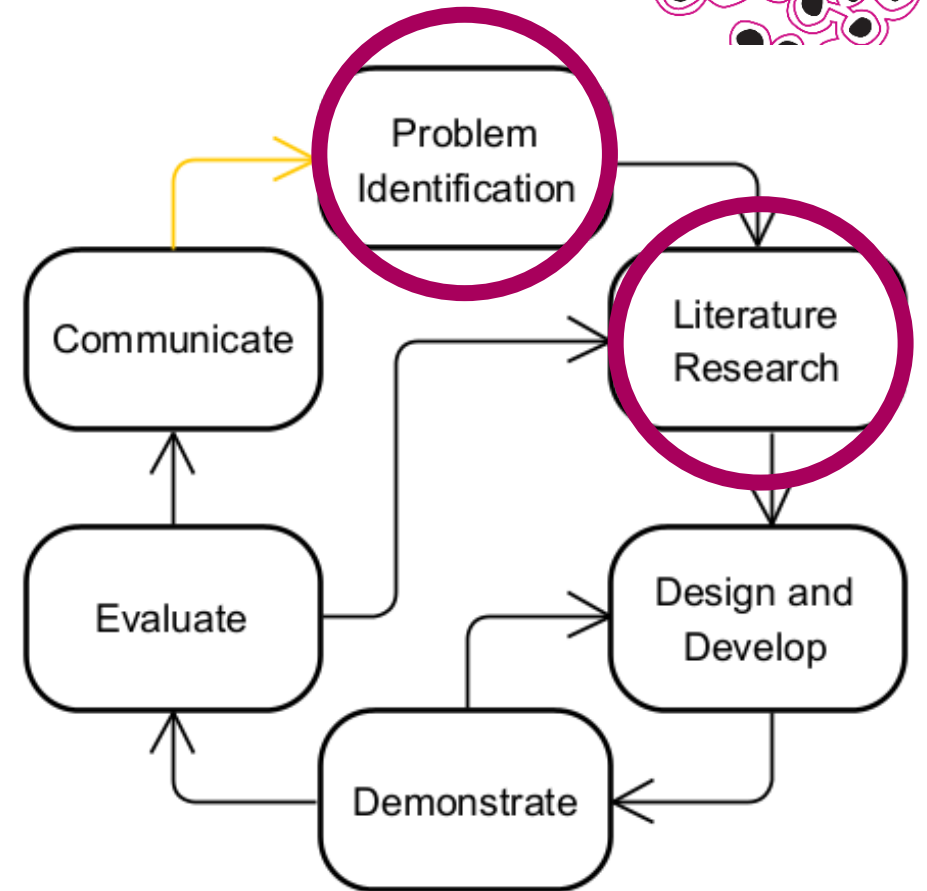 Problem
Identification
Literature
Research
Communicate
Design and
Develop
Evaluate
Demonstrate